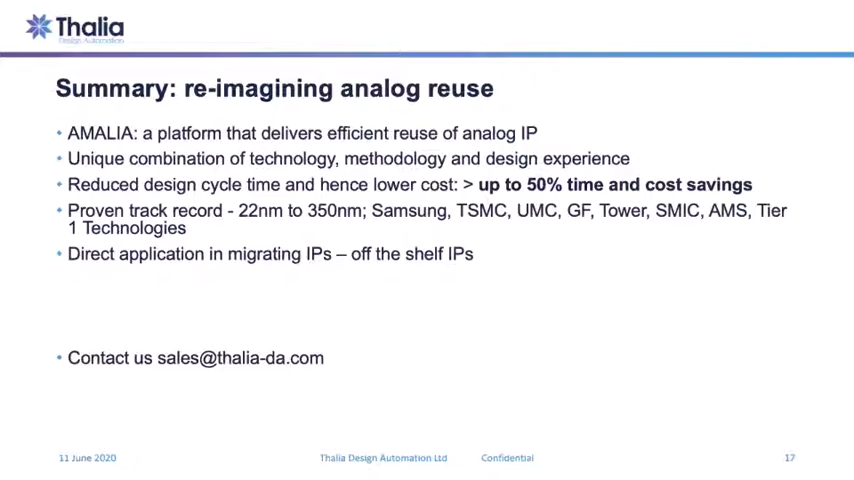 Thalia
Design Automation
Summary: re-imagining analog reuse
• AMALIA: a platform that delivers efficient reuse of analog IP
• Unique combination of technology, methodology and design experience
• Reduced design cycle time and hence lower cost: > up to 50% time and cost savings
• Proven track record - 22nm to 350nm; Samsung, TSMC, UMC, GF, Tower, SMIC, AMS, Tier
1 Technologies
• Direct application in migrating IPs – off the shelf IPs
• Contact us sales@thalia-da.com
11 June 2020 Thalia Design Automation Ltd Confidential 17